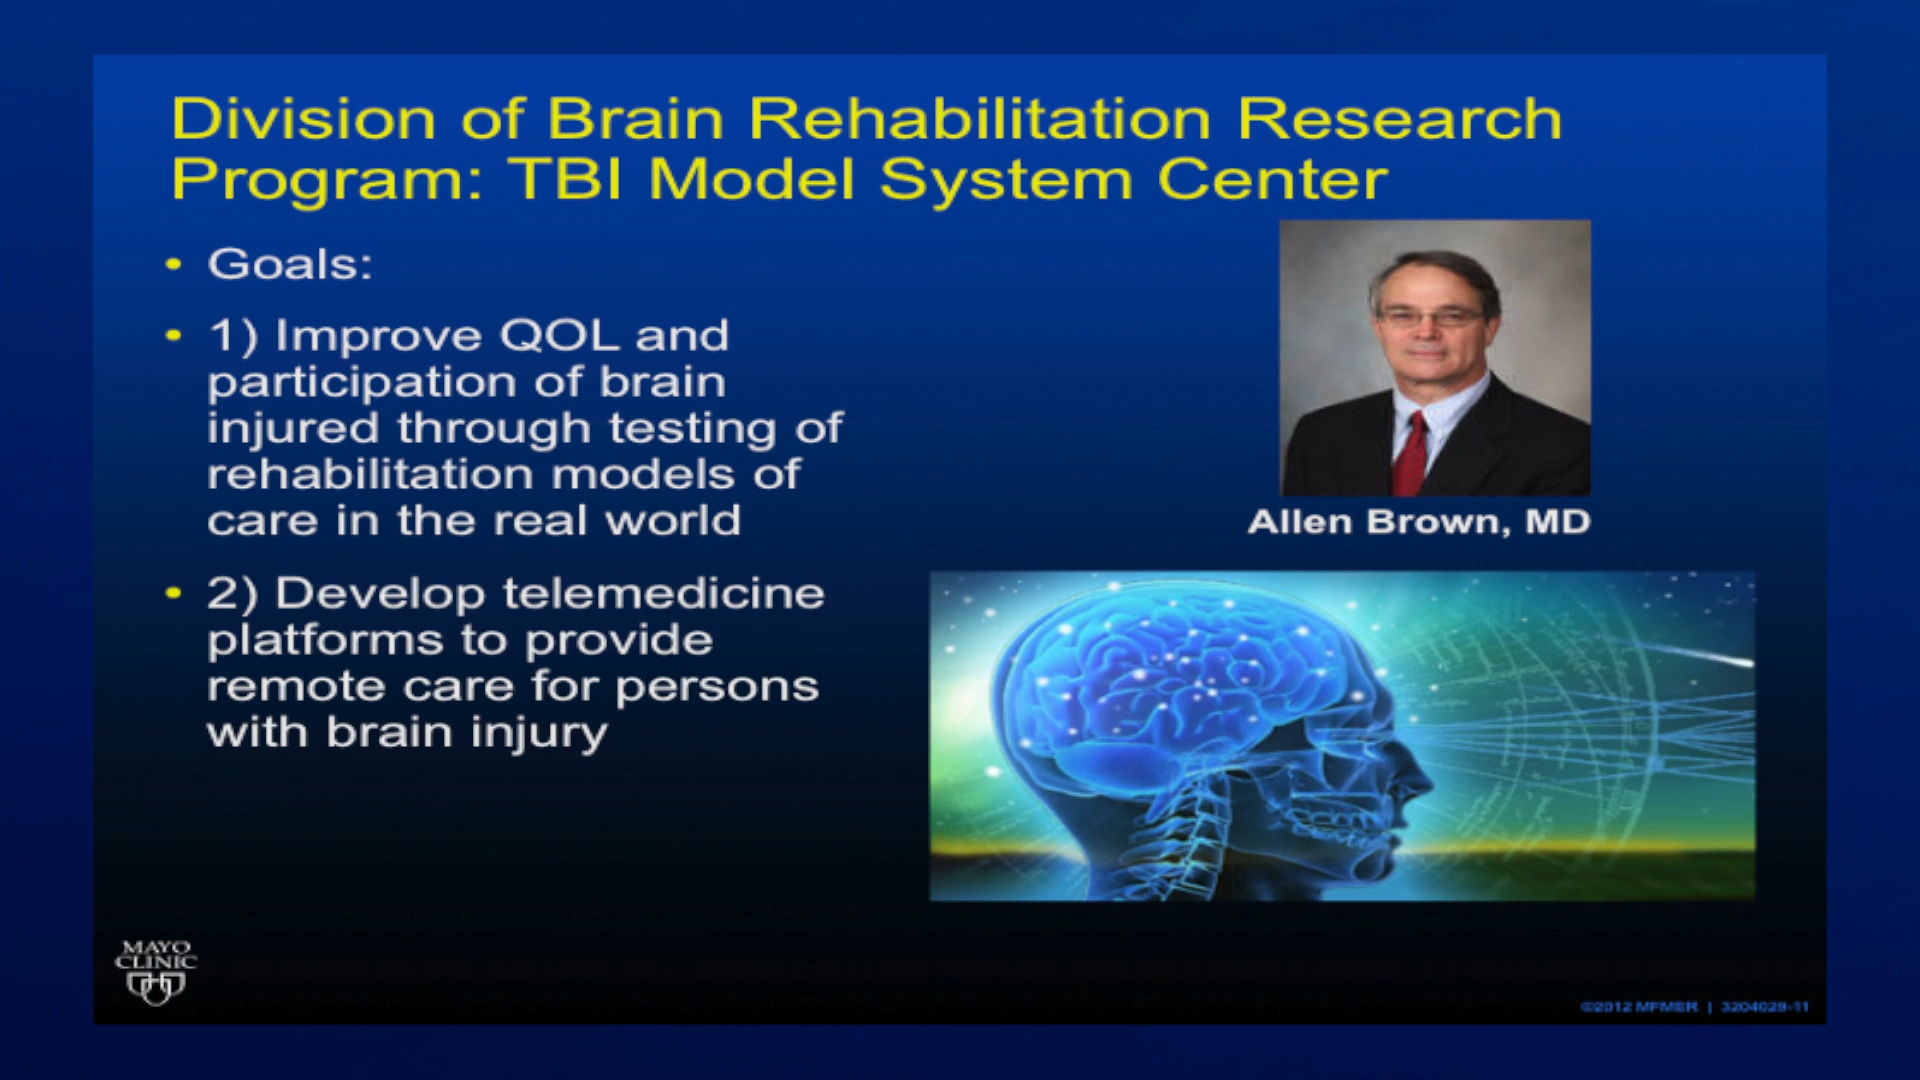 Division of Brain Rehabilitation Research
Program: TBI Model System Center
• Goals:
• 1) Improve QOL and
participation of brain
injured through testing of
rehabilitation models of
care in the real world
• 2) Develop telemedicine
platforms to provide
remote care for persons
with brain injury
Allen Brown, MD
MAYO
CLINIC
©2012 MFMER | 3204029-11